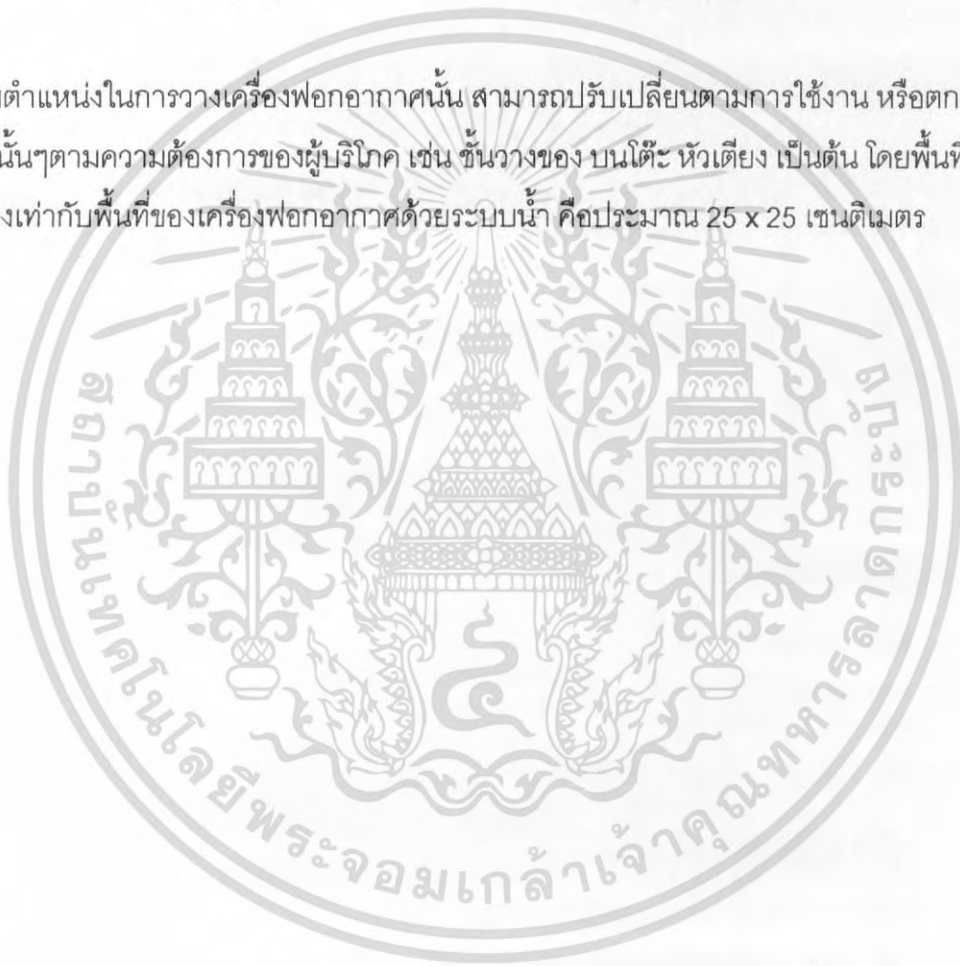 ตำแหน่งในการวางเครื่องฟอกอากาศนั้น สามารถปรับเปลี่ยนตามการใช้งาน หรือตก
นั้นๆตามความต้องการของผู้บริโภค เช่น ชั้นวางของ บนโต๊ะ หัวเตียง เป็นต้น โดยพื้นที่
งเท่ากับพื้นที่ของเครื่องฟอกอากาศด้วยระบบน้ำ คือประมาณ 25 x 25 เซนติเมตร
สถาบันเทคโนโลยีพระจอมเกล้าเจ้าคุณทหารลาดกระบัง